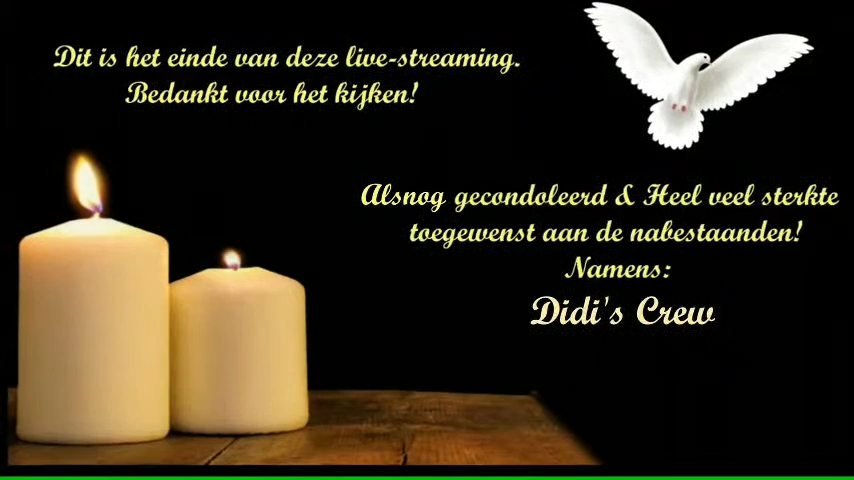 Dit is het einde van deze live-streaming.
Bedankt voor het kijken!
Alsnog gecondoleerd & Heel veel sterkte
toegewenst aan de nabestaanden!
Namens:
Didi's Crew